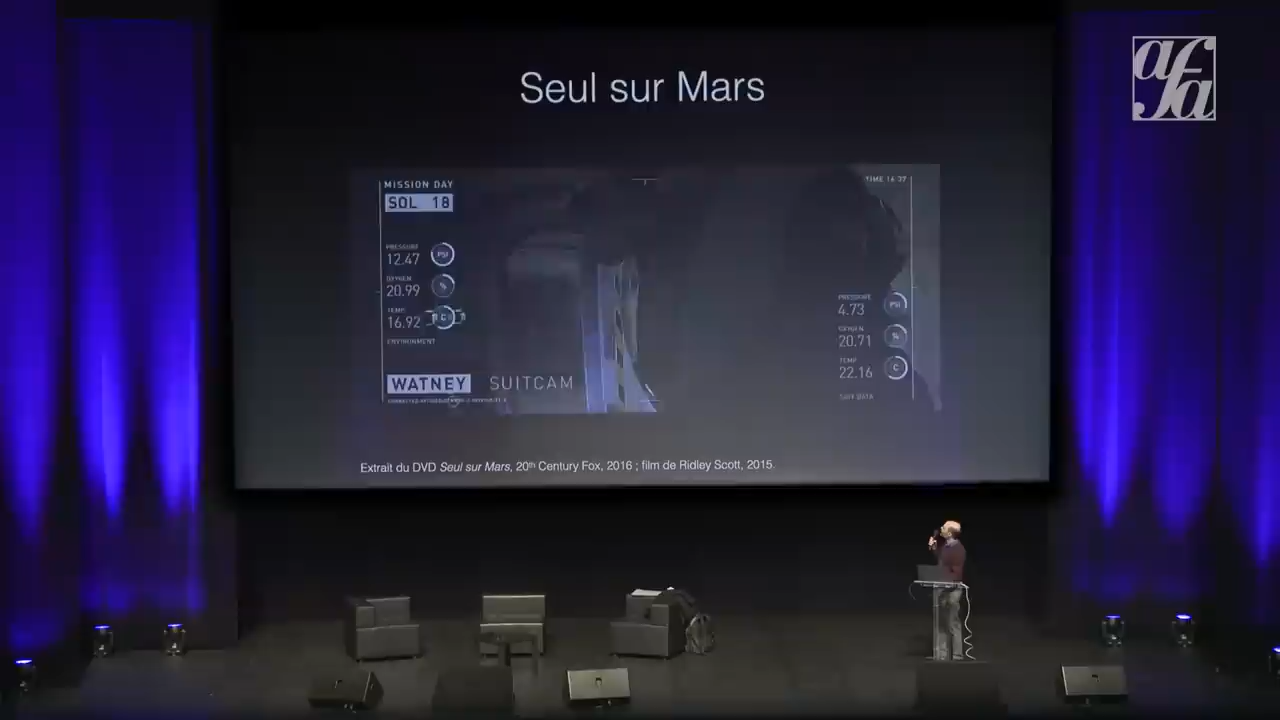 afa
Seul sur Mars
MISSION DAY
SOL 18
TIME 16 37
PRESSURE
12.47 PSI
OXYGEN
20.99 %
TEMP
16.92 C
ENVIRONMENT
PRESSURE
4.73 PSI
OXYGEN
20.71 %
TEMP
22.16 C
SUIT DATA
WATNEY SUITCAM
Extrait du DVD Seul sur Mars, 20th Century Fox, 2016 ; film de Ridley Scott, 2015.